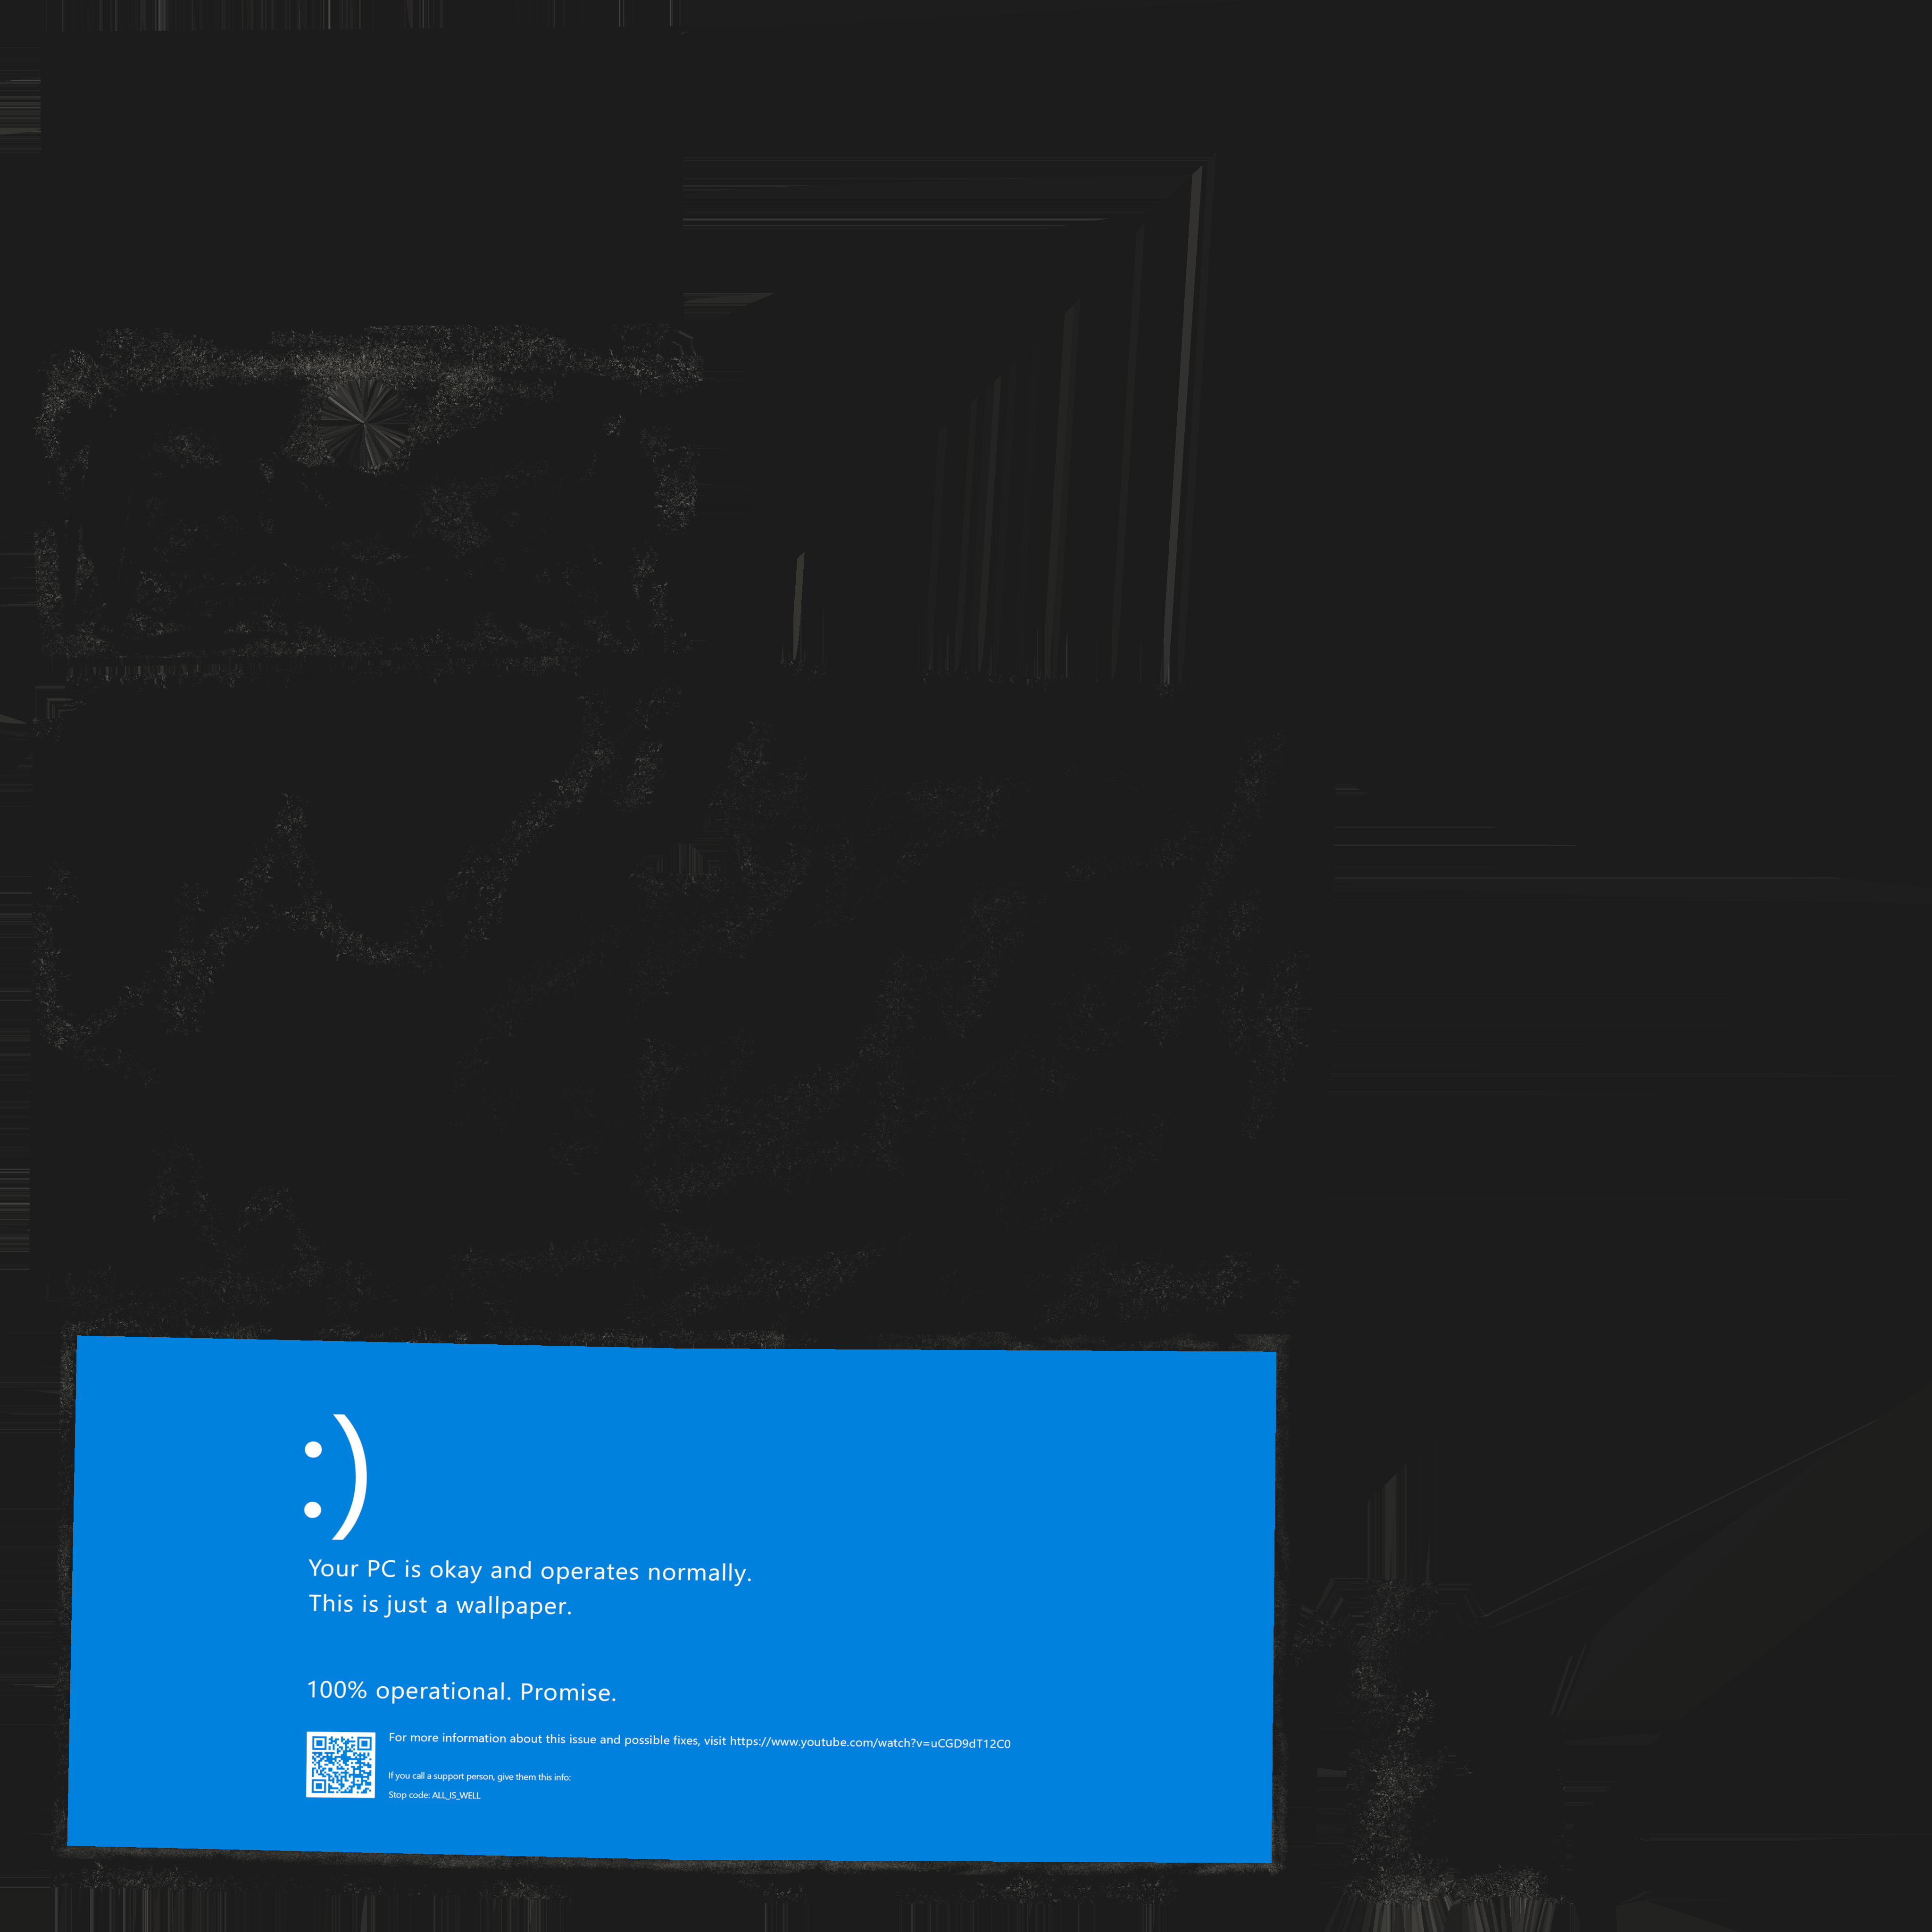 :)
Your PC is okay and operates normally.
This is just a wallpaper.
100% operational. Promise.
For more information about this issue and possible fixes, visit https://www.youtube.com/watch?v=uCGD9dT12C0
If you call a support person, give them this info:
Stop code: ALL_IS_WELL